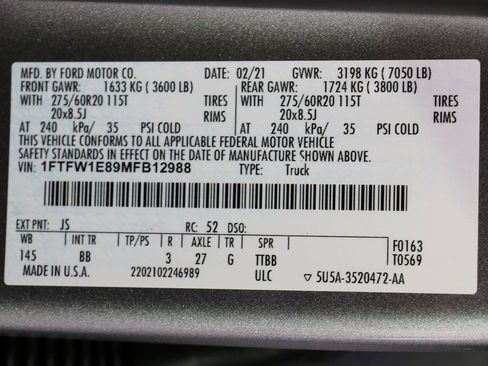 MFD. BY FORD MOTOR CO. DATE: 02/21 GVWR: 3198 KG (7050 LB)
FRONT GAWR: 1633 KG (3600 LB) REAR GAWR: 1724 KG (3800 LB)
WITH 275/60R20 115T TIRES WITH 275/60R20 115T TIRES
20x8.5J RIMS 20x8.5J RIMS
AT 240 kPa/ 35 PSI COLD AT 240 kPa/ 35 PSI COLD
THIS VEHICLE CONFORMS TO ALL APPLICABLE FEDERAL MOTOR VEHICLE
SAFETY STANDARDS IN EFFECT ON THE DATE OF MANUFACTURE SHOWN ABOVE.
VIN: 1FTFW1E89MFB12988 TYPE: Truck
EXT PNT: JS RC: 52 DSO:
WB INT TR TP/PS R AXLE TR SPR F0163
145 BB 3 27 G TTBB T0569
MADE IN U.S.A. 2202102246989 ULC 5U5A-3520472-AA